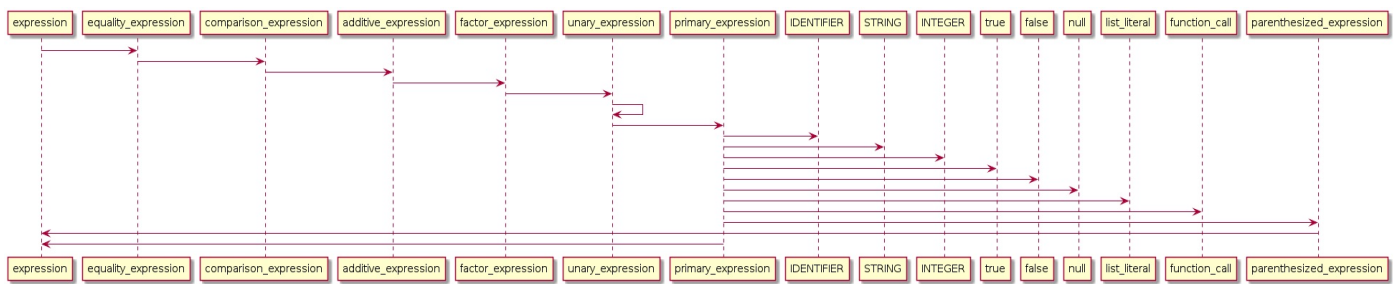 expression equality_expression comparison_expression additive_expression factor_expression unary_expression primary_expression IDENTIFIER STRING INTEGER true false null list_literal function_call parenthesized_expression
expression equality_expression comparison_expression additive_expression factor_expression unary_expression primary_expression IDENTIFIER STRING INTEGER true false null list_literal function_call parenthesized_expression